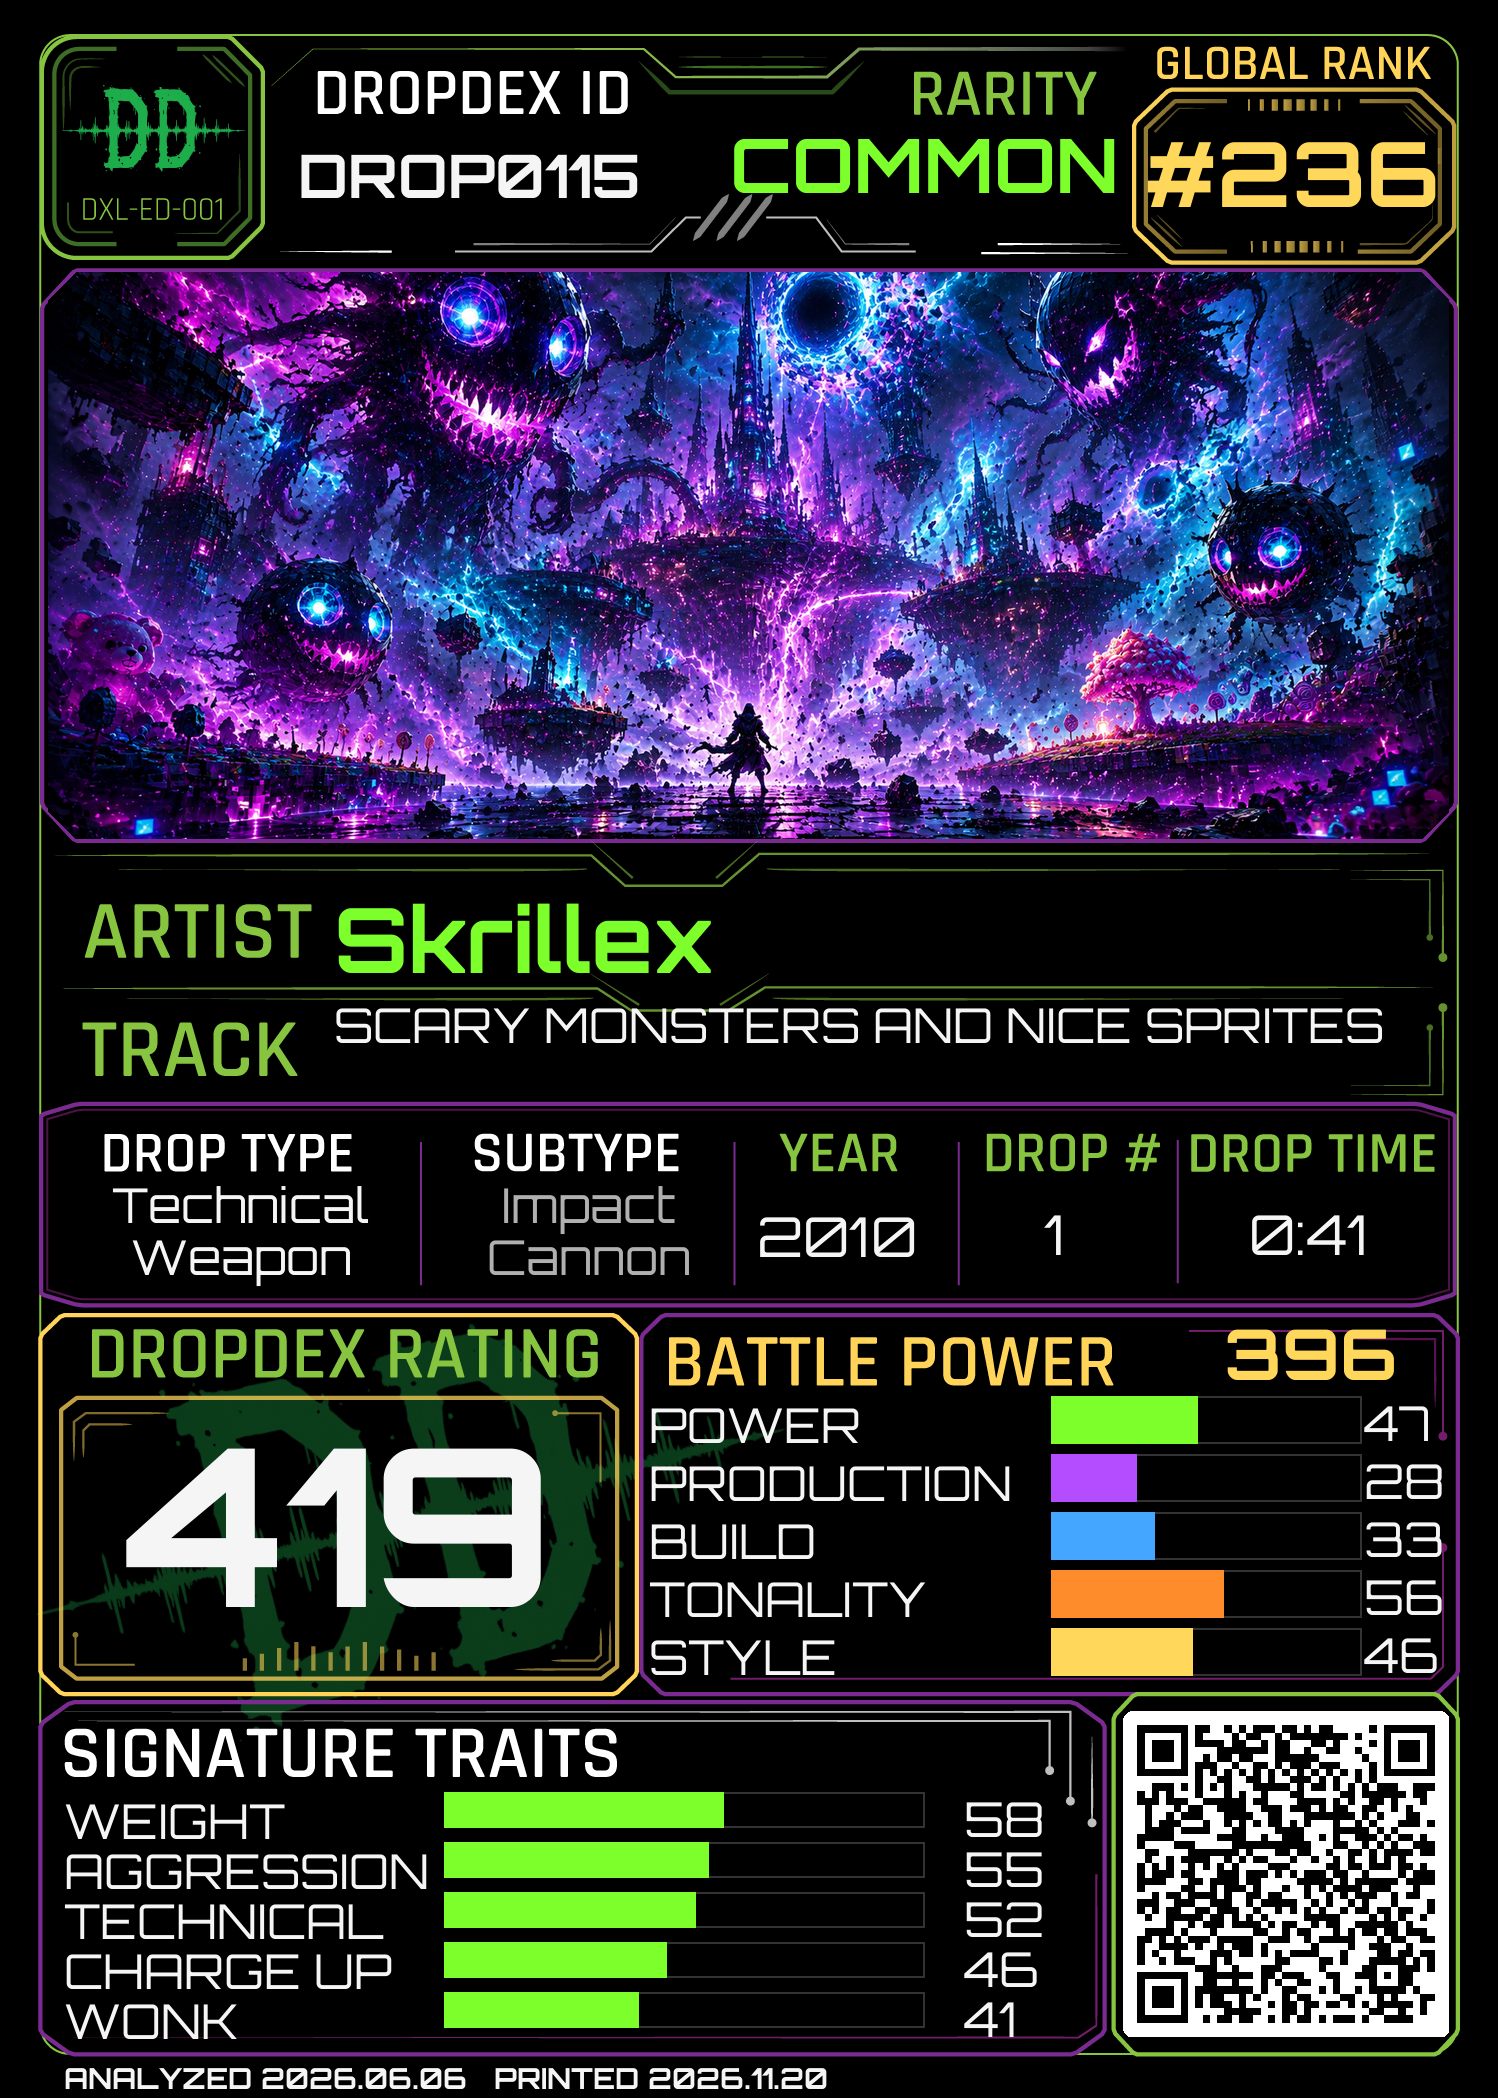 DD
DXL-ED-001
DROPDEX ID
DROP0115
RARITY
COMMON
GLOBAL RANK
#236
ARTIST Skrillex
TRACK SCARY MONSTERS AND NICE SPRITES
DROP TYPE
Technical
Weapon
SUBTYPE
Impact
Cannon
YEAR
2010
DROP #
1
DROP TIME
0:41
DROPDEX RATING
419
BATTLE POWER 396
POWER 47
PRODUCTION 28
BUILD 33
TONALITY 56
STYLE 46
SIGNATURE TRAITS
WEIGHT 58
AGGRESSION 55
TECHNICAL 52
CHARGE UP 46
WONK 41
ANALYZED 2026.06.06 PRINTED 2026.11.20